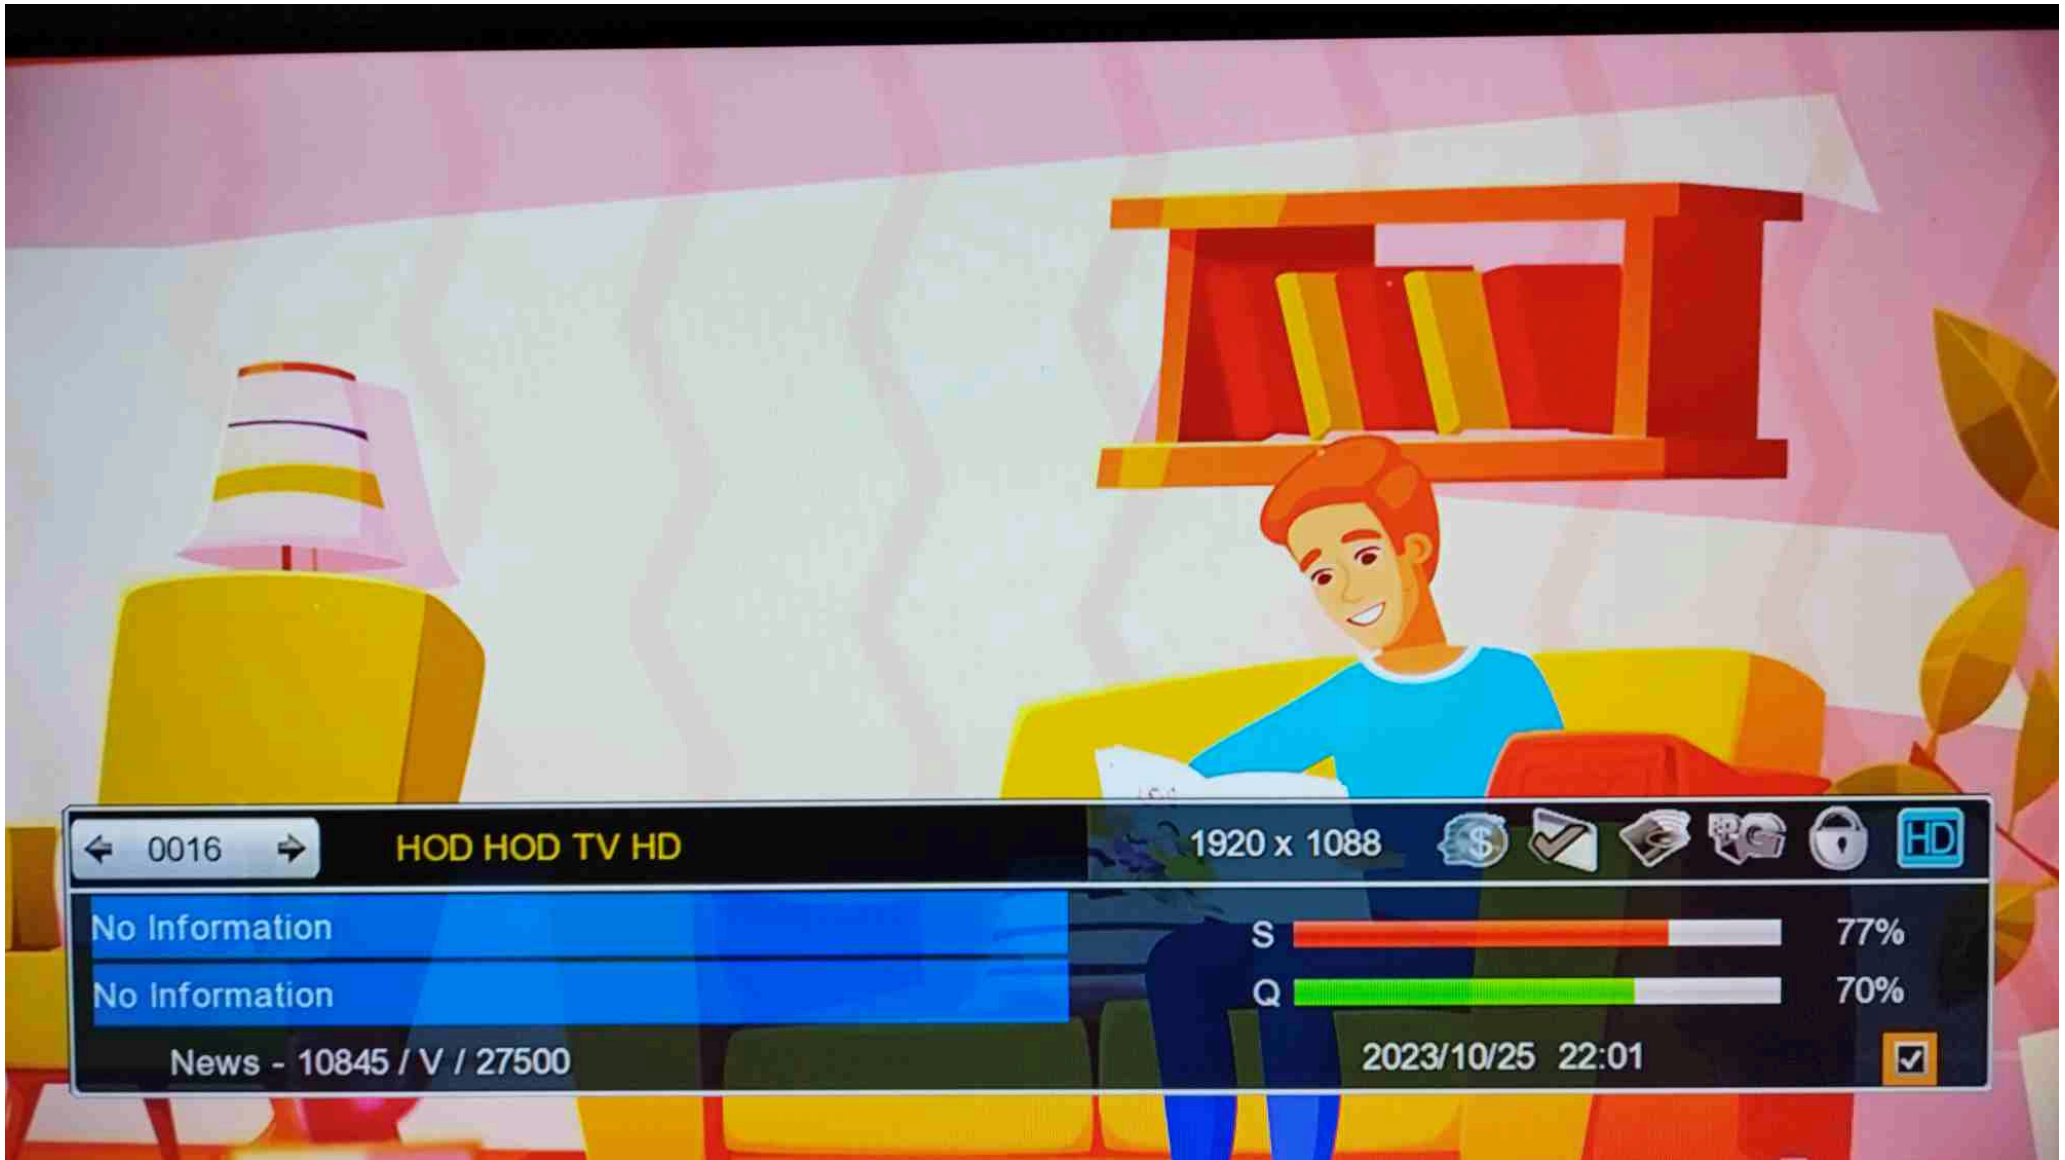 0016 HOD HOD TV HD 1920 x 1088 $ HD
No Information
S 77%
No Information
Q 70%
News - 10845 / V / 27500 2023/10/25 22:01